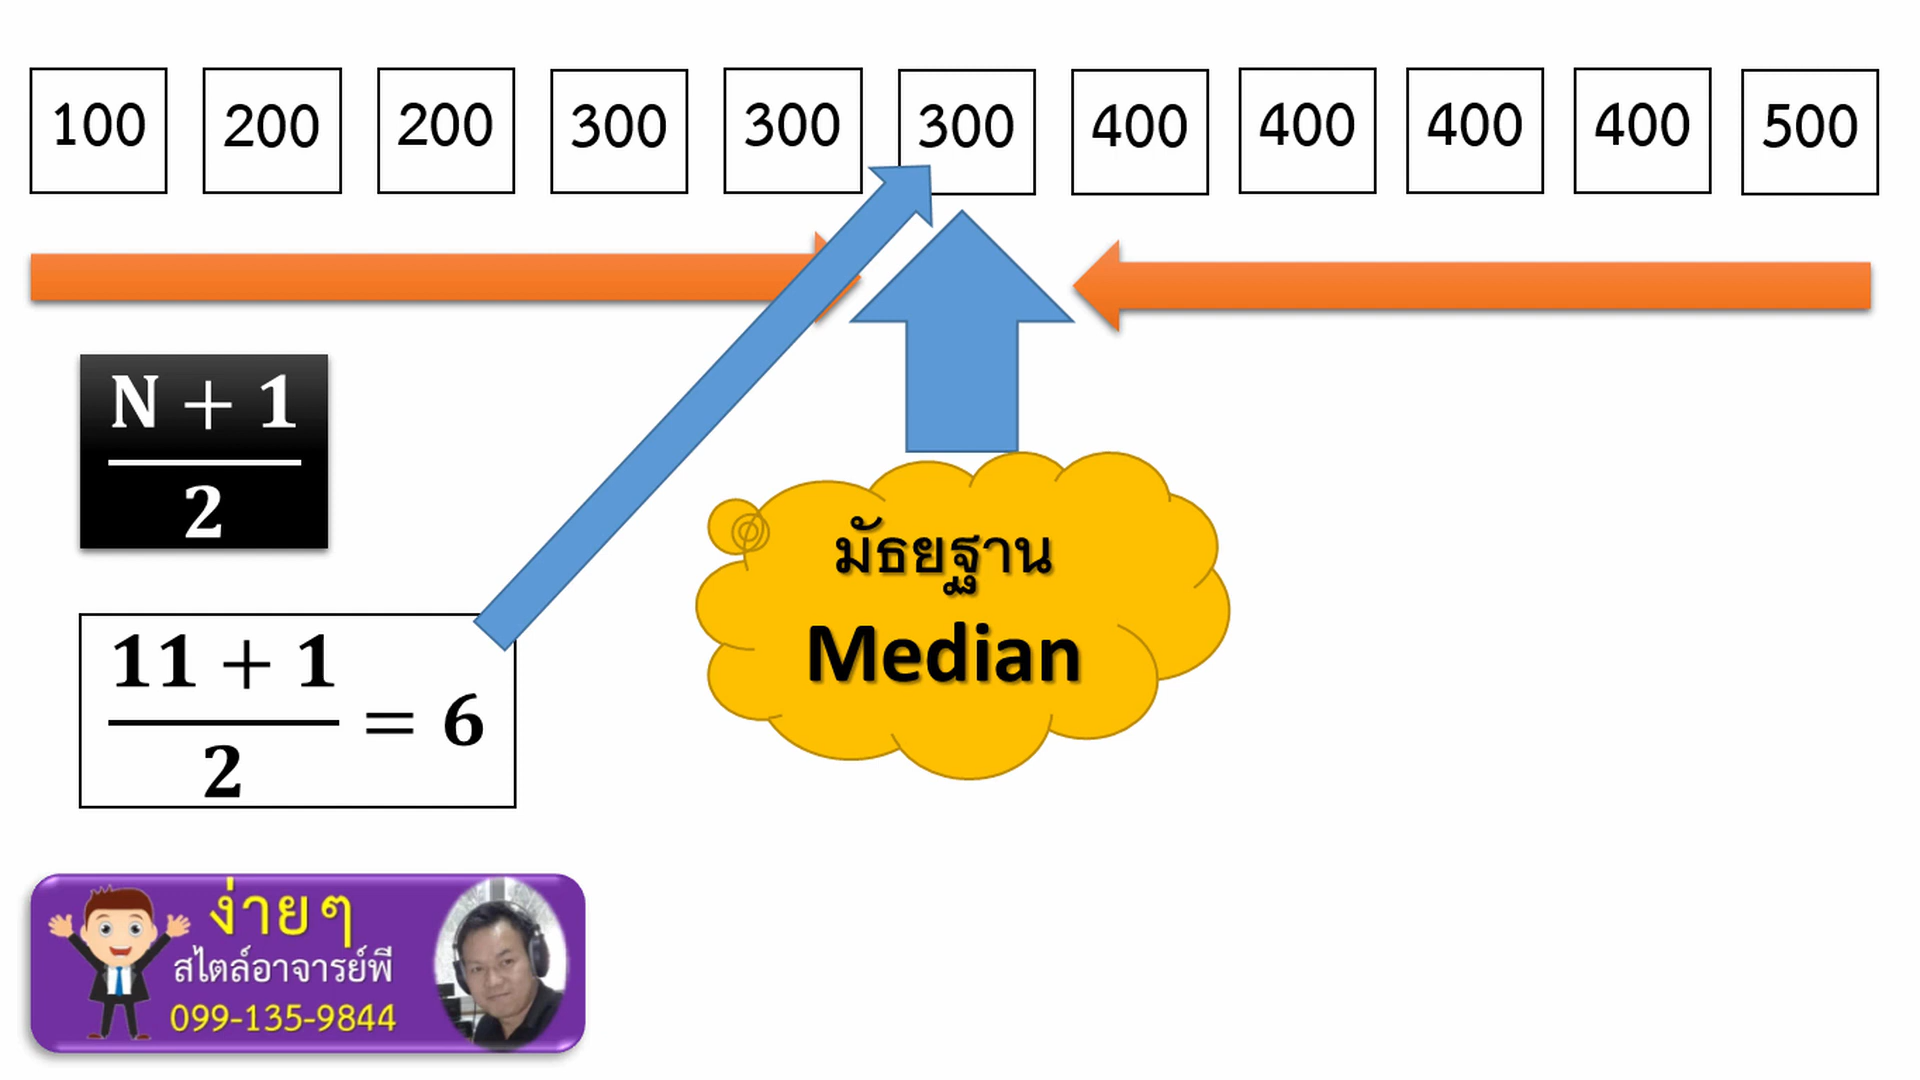 100 200 200 300 300 300 400 400 400 400 500
N + 1
2
11 + 1
2
= 6
มัธยฐาน
Median
ง่ายๆ
สไตล์อาจารย์พี
099-135-9844